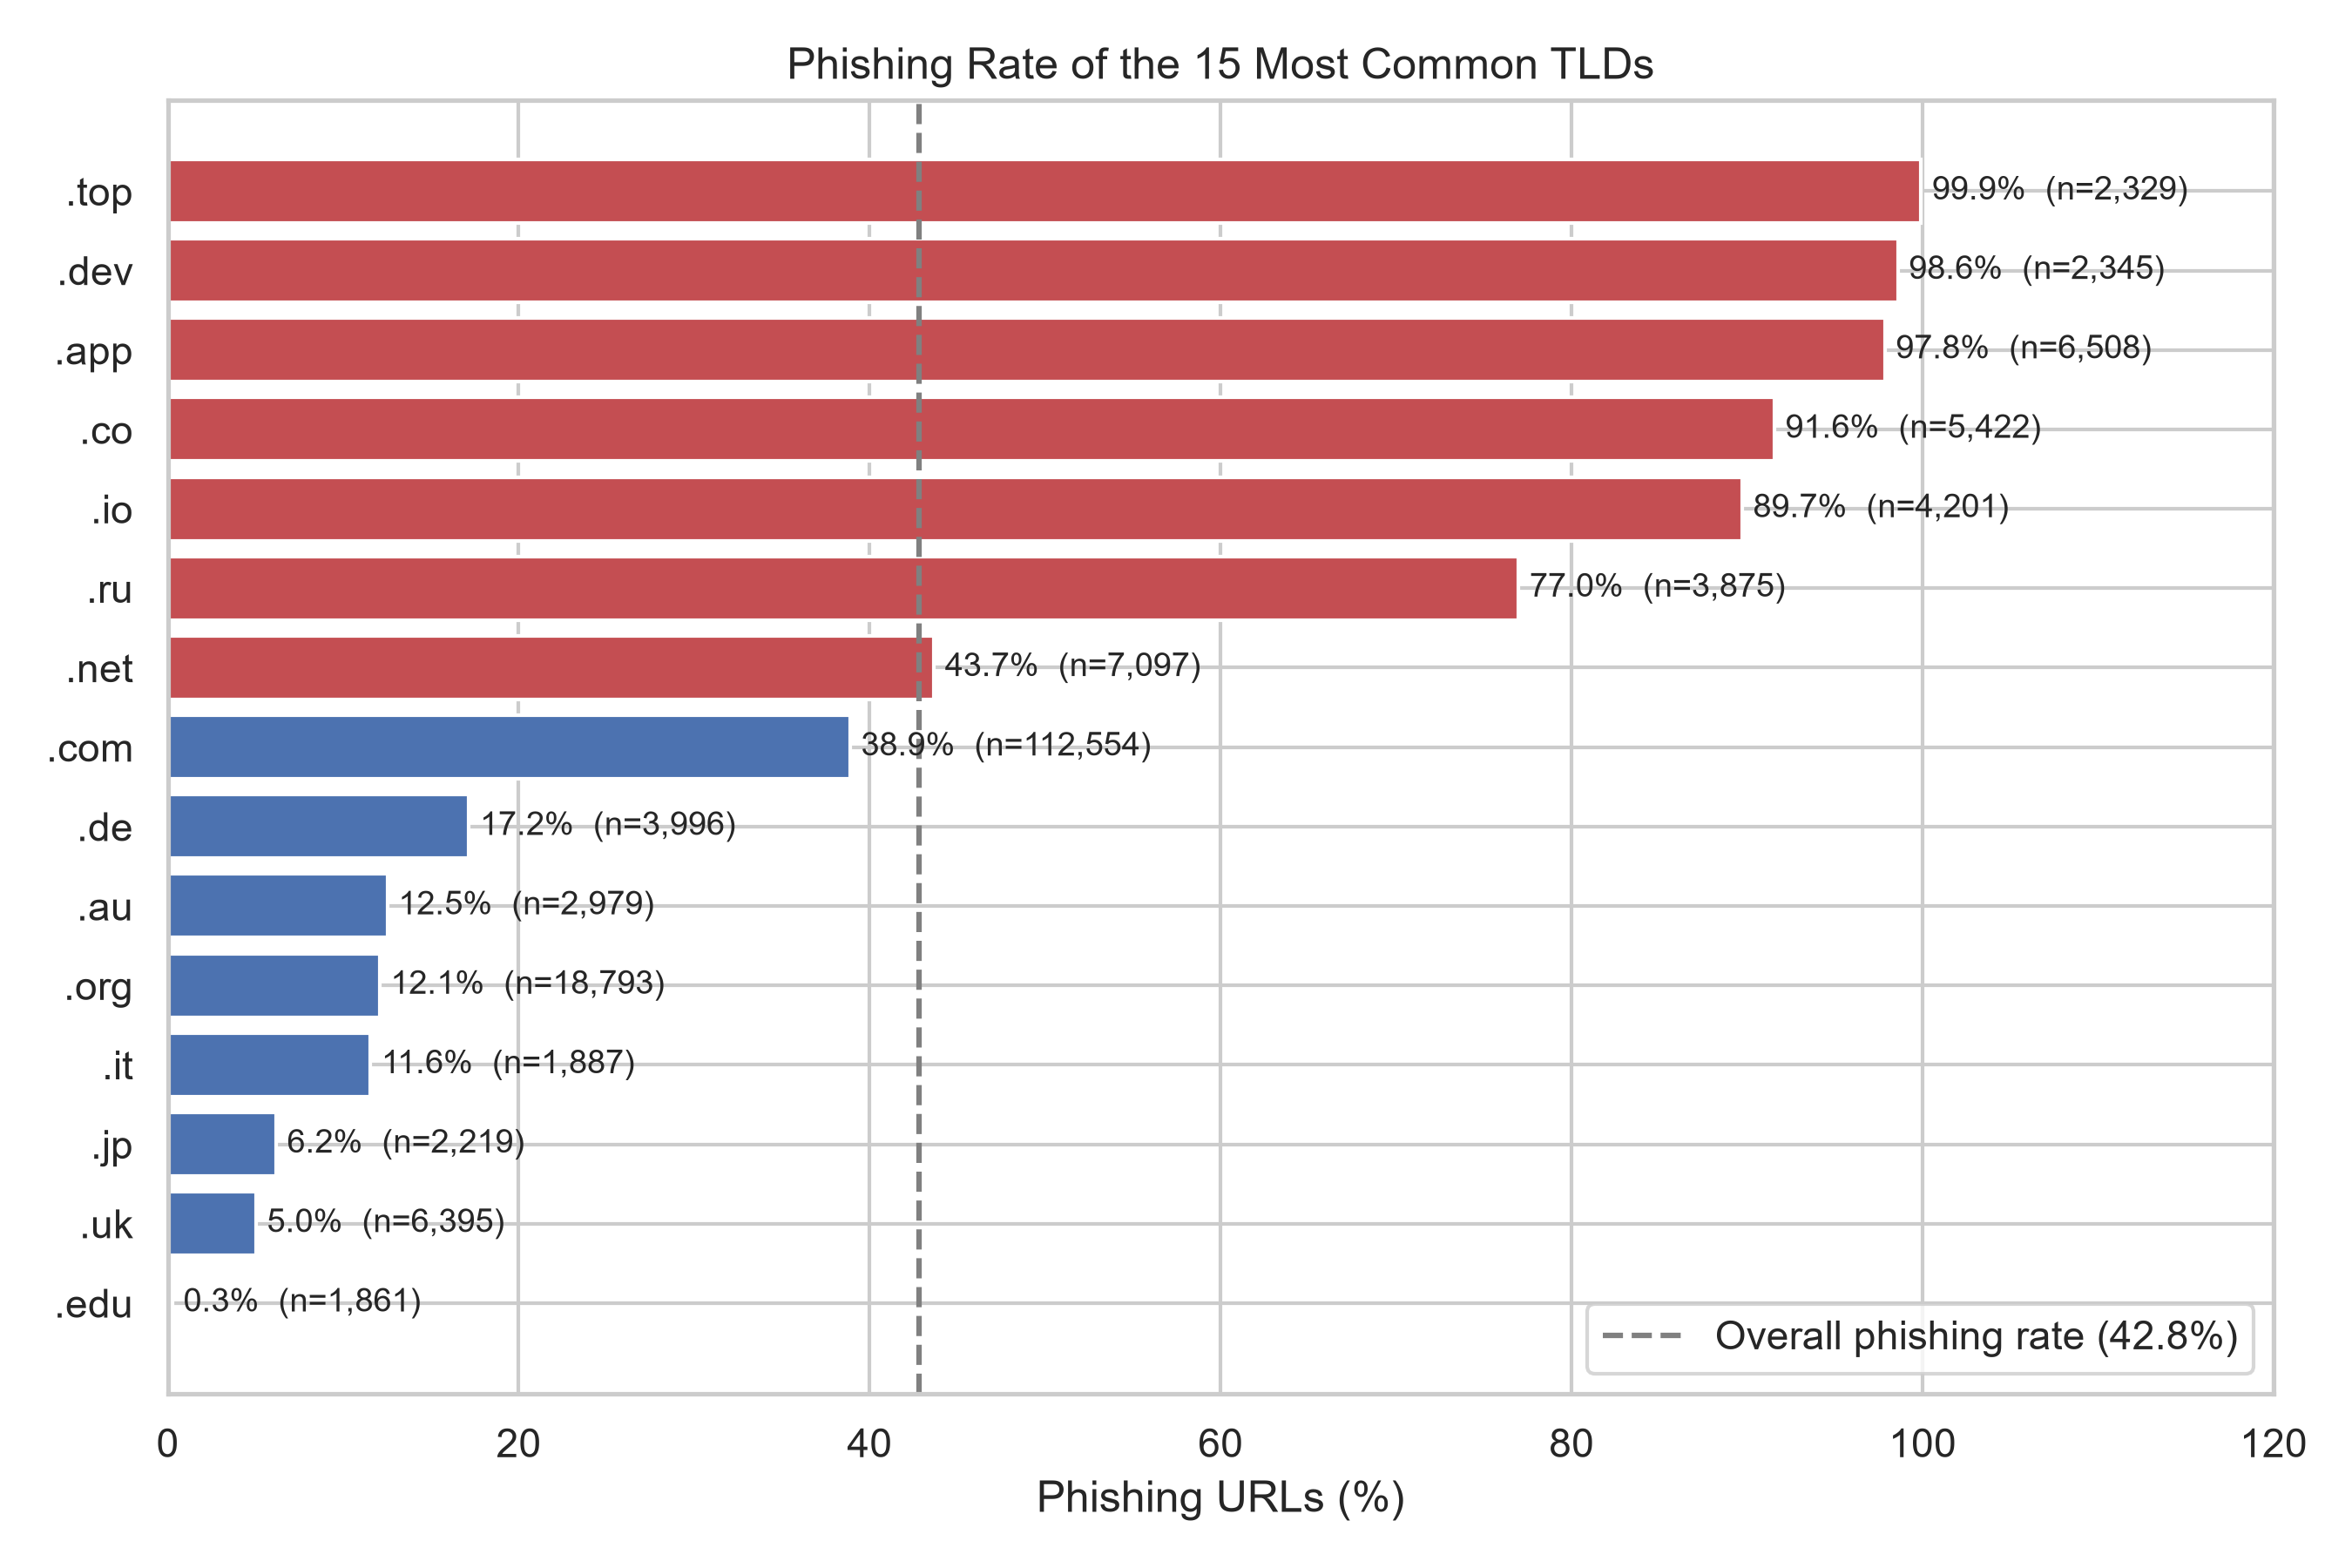 Phishing Rate of the 15 Most Common TLDs
.top 99.9% (n=2,329)
.dev 98.6% (n=2,345)
.app 97.8% (n=6,508)
.co 91.6% (n=5,422)
.io 89.7% (n=4,201)
.ru 77.0% (n=3,875)
.net 43.7% (n=7,097)
.com 38.9% (n=112,554)
.de 17.2% (n=3,996)
.au 12.5% (n=2,979)
.org 12.1% (n=18,793)
.it 11.6% (n=1,887)
.jp 6.2% (n=2,219)
.uk 5.0% (n=6,395)
.edu 0.3% (n=1,861)
Overall phishing rate (42.8%)
0 20 40 60 80 100 120
Phishing URLs (%)